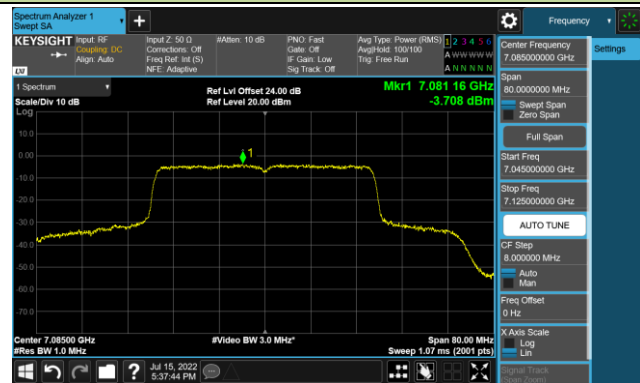 Spectrum Analyzer 1
Swept SA
Frequency
KEYSIGHT
Input: RF
Coupling: DC
Align: Auto
Input Z: 50 Ω
Corrections: Off
Freq Ref: Int (S)
NFE: Adaptive
#Atten: 10 dB
PNO: Fast
Gate: Off
IF Gain: Low
Sig Track: Off
Avg Type: Power (RMS)
Avg|Hold: 100/100
Trig: Free Run
1 2 3 4 5 6
A W W W W W
A N N N N N
LXI
1 Spectrum
Scale/Div 10 dB
Log
Ref Lvl Offset 24.00 dB
Ref Level 20.00 dBm
Mkr1 7.081 16 GHz
-3.708 dBm
10.0
0.00
-10.0
-20.0
-30.0
-40.0
-50.0
-60.0
-70.0
1
Center 7.08500 GHz
#Res BW 1.0 MHz
#Video BW 3.0 MHz*
Span 80.00 MHz
Sweep 1.07 ms (2001 pts)
Jul 15, 2022
5:37:44 PM
Center Frequency
7.085000000 GHz
Span
80.0000000 MHz
Swept Span
Zero Span
Full Span
Start Freq
7.045000000 GHz
Stop Freq
7.125000000 GHz
AUTO TUNE
CF Step
8.000000 MHz
Auto
Man
Freq Offset
0 Hz
X Axis Scale
Log
Lin
Signal Track
(Span Zoom)
Settings